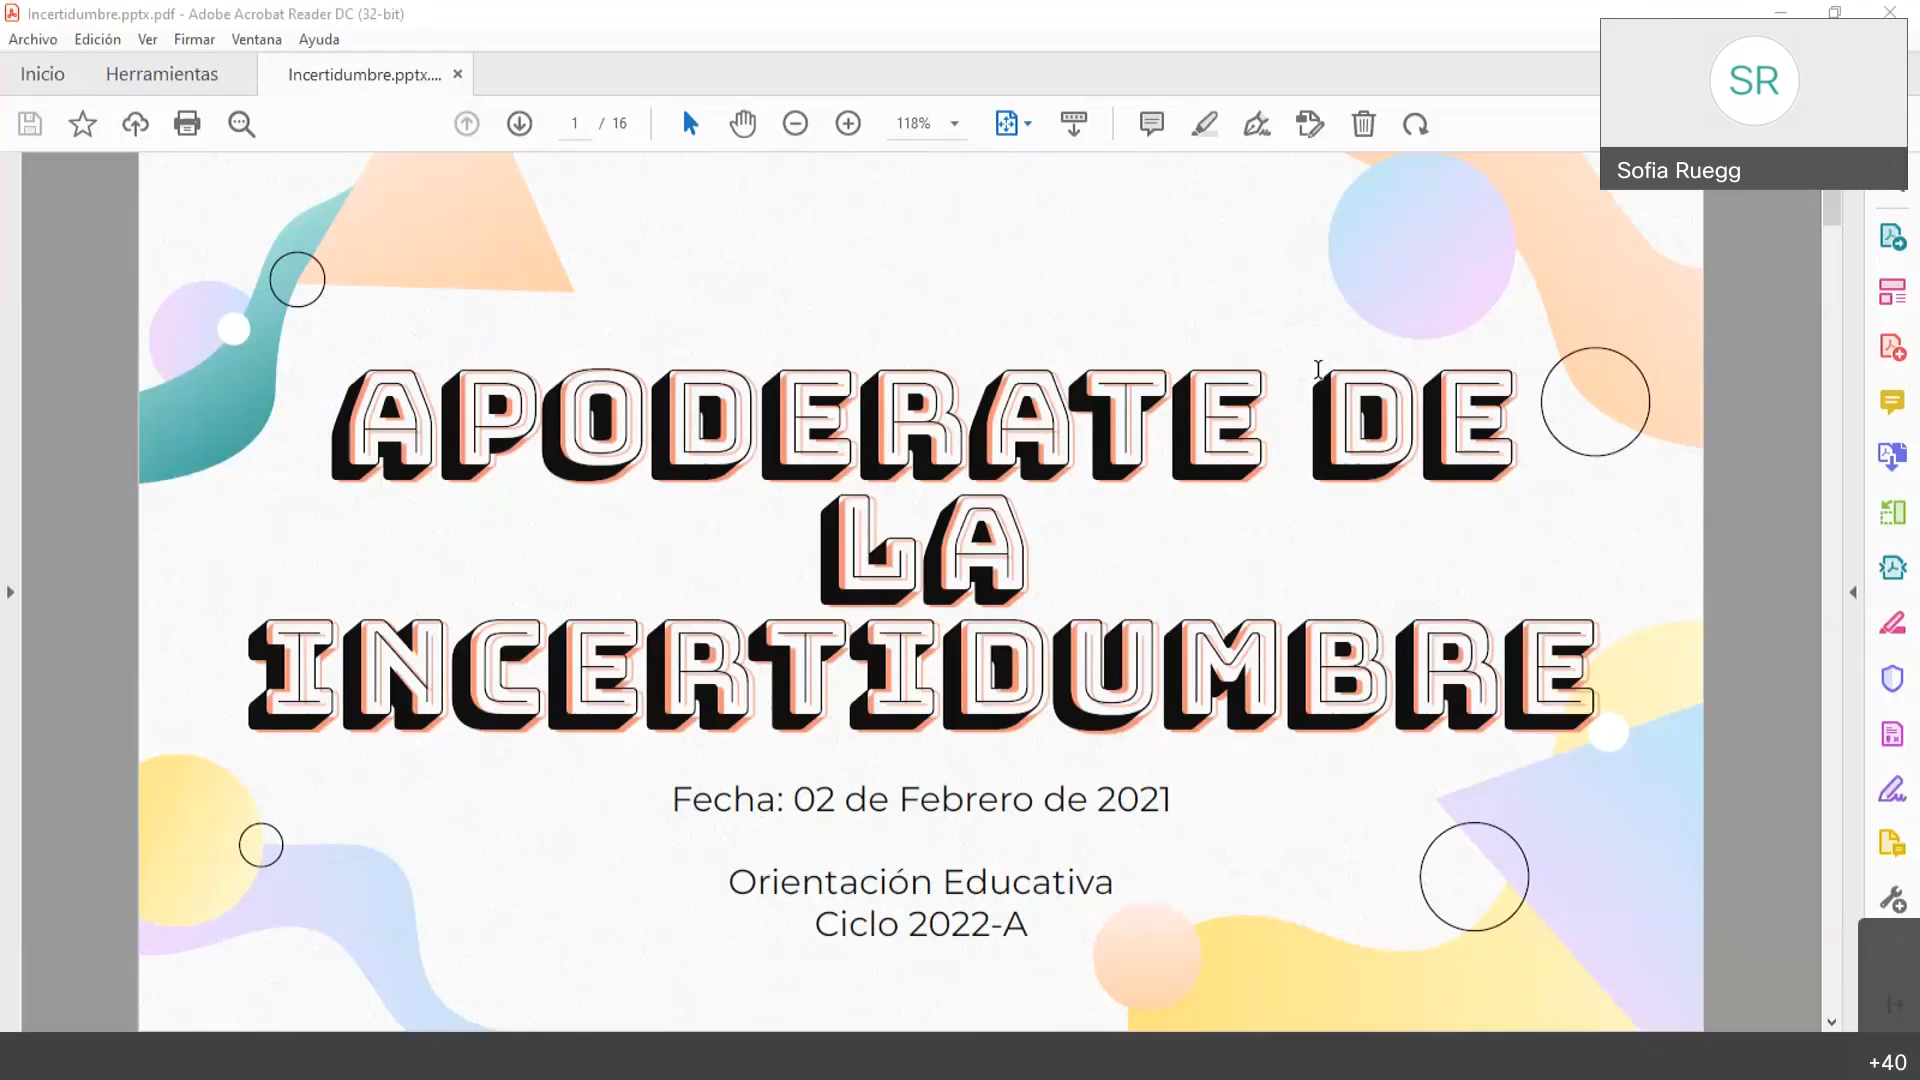 Incertidumbre.pptx.pdf - Adobe Acrobat Reader DC (32-bit)
Archivo Edición Ver Firmar Ventana Ayuda
Inicio Herramientas Incertidumbre.pptx.... ×
1 / 16 118%
SR
Sofia Ruegg
APODERATE DE
LA
INCERTIDUMBRE
Fecha: 02 de Febrero de 2021
Orientación Educativa
Ciclo 2022-A
+40